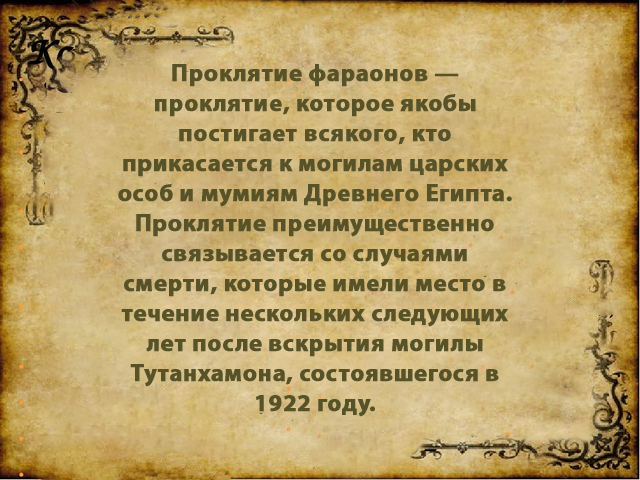 Проклятие фараонов —
проклятие, которое якобы
постигает всякого, кто
прикасается к могилам царских
особ и мумиям Древнего Египта.
Проклятие преимущественно
связывается со случаями
смерти, которые имели место в
течение нескольких следующих
лет после вскрытия могилы
Тутанхамона, состоявшегося в
1922 году.